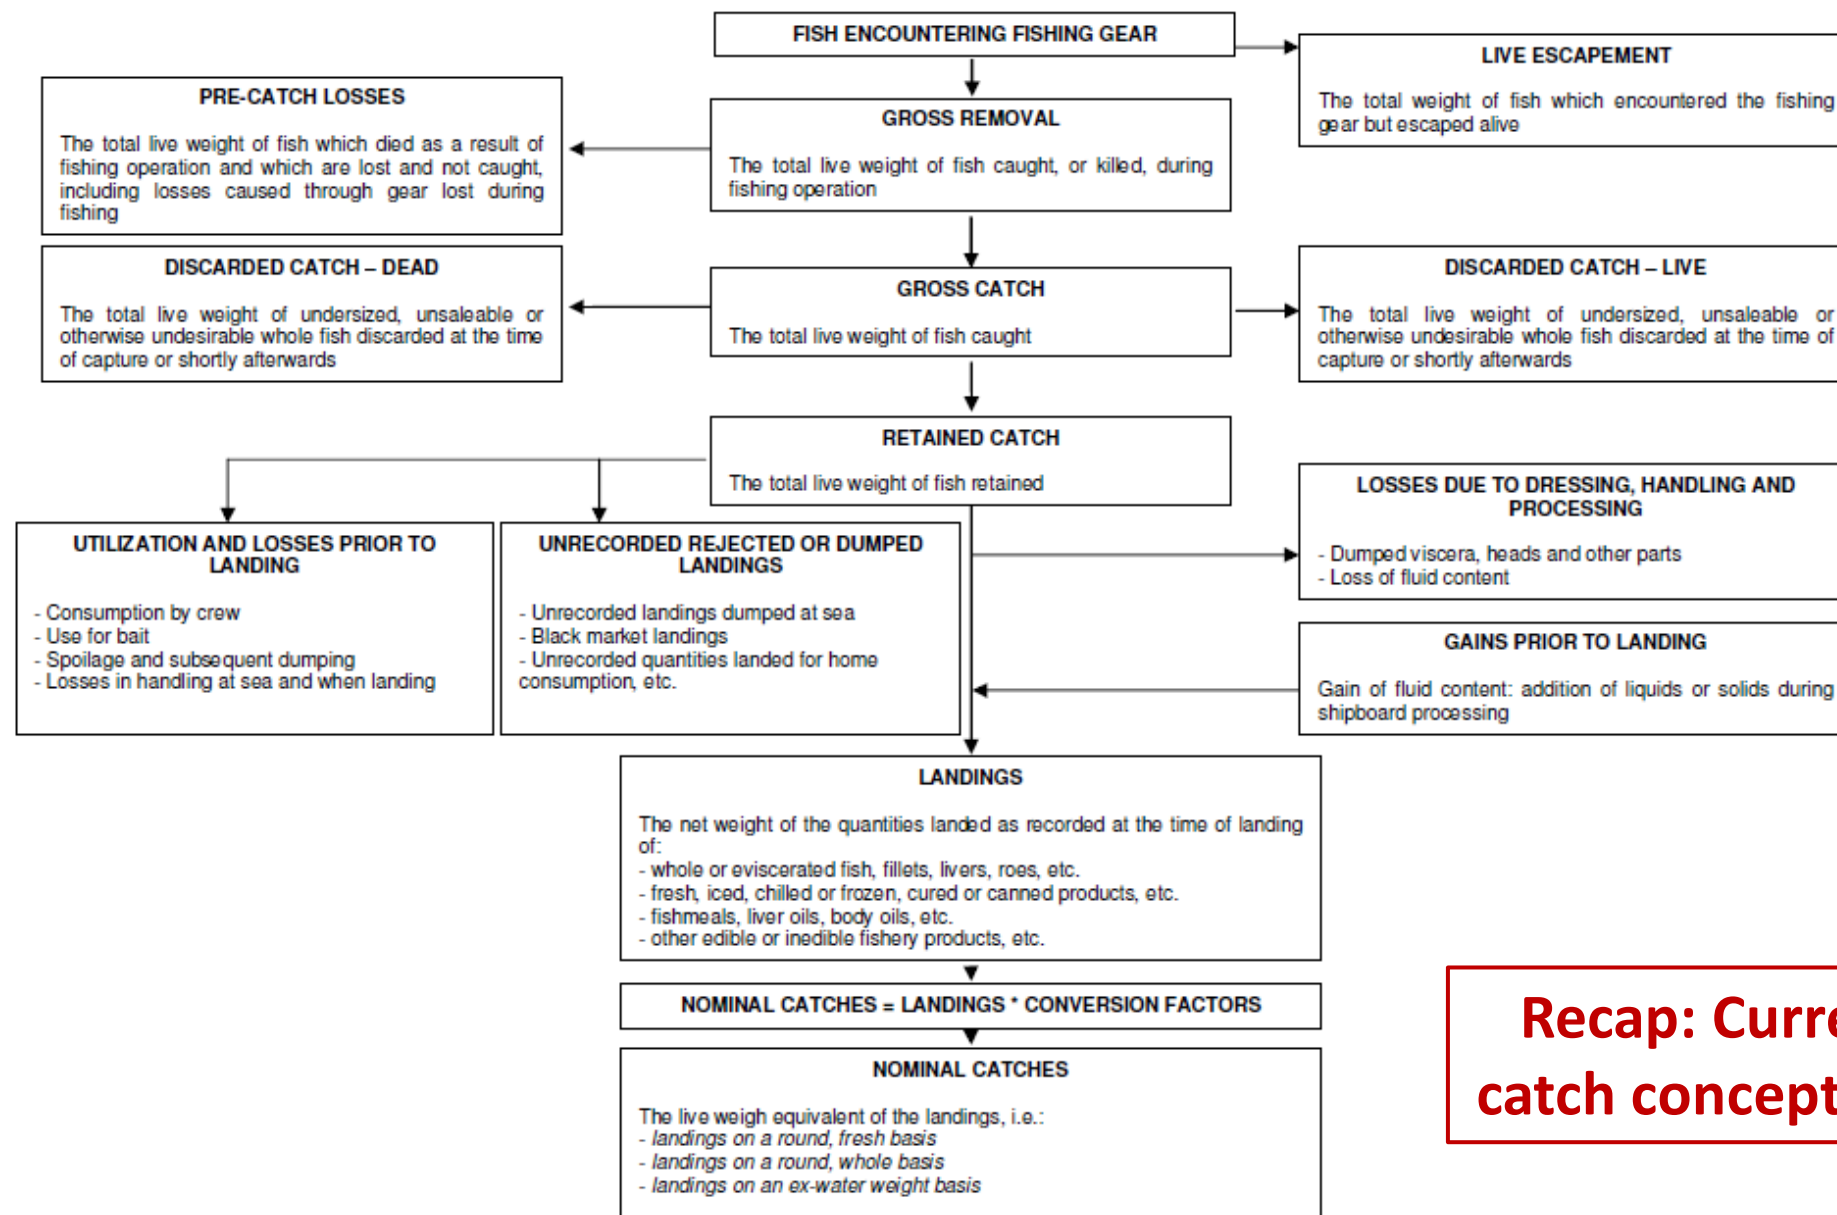 FISH ENCOUNTERING FISHING GEAR
LIVE ESCAPEMENT
The total weight of fish which encountered the fishing
gear but escaped alive
PRE-CATCH LOSSES
The total live weight of fish which died as a result of
fishing operation and which are lost and not caught,
including losses caused through gear lost during
fishing
GROSS REMOVAL
The total live weight of fish caught, or killed, during
fishing operation
DISCARDED CATCH – DEAD
The total live weight of undersized, unsaleable or
otherwise undesirable whole fish discarded at the time
of capture or shortly afterwards
GROSS CATCH
The total live weight of fish caught
DISCARDED CATCH – LIVE
The total live weight of undersized, unsaleable or
otherwise undesirable whole fish discarded at the time of
capture or shortly afterwards
RETAINED CATCH
The total live weight of fish retained
LOSSES DUE TO DRESSING, HANDLING AND
PROCESSING
- Dumped viscera, heads and other parts
- Loss of fluid content
UTILIZATION AND LOSSES PRIOR TO
LANDING
- Consumption by crew
- Use for bait
- Spoilage and subsequent dumping
- Losses in handling at sea and when landing
UNRECORDED REJECTED OR DUMPED
LANDINGS
- Unrecorded landings dumped at sea
- Black market landings
- Unrecorded quantities landed for home
consumption, etc.
GAINS PRIOR TO LANDING
Gain of fluid content: addition of liquids or solids during
shipboard processing
LANDINGS
The net weight of the quantities landed as recorded at the time of landing
of:
- whole or eviscerated fish, fillets, livers, roes, etc.
- fresh, iced, chilled or frozen, cured or canned products, etc.
- fishmeals, liver oils, body oils, etc.
- other edible or inedible fishery products, etc.
NOMINAL CATCHES = LANDINGS * CONVERSION FACTORS
NOMINAL CATCHES
The live weigh equivalent of the landings, i.e.:
- landings on a round, fresh basis
- landings on a round, whole basis
- landings on an ex-water weight basis
Recap:
catch